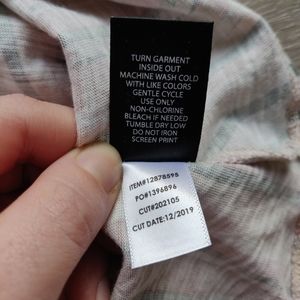 TURN GARMENT
INSIDE OUT
MACHINE WASH COLD
WITH LIKE COLORS
GENTLE CYCLE
USE ONLY
NON-CHLORINE
BLEACH IF NEEDED
TUMBLE DRY LOW
DO NOT IRON
SCREEN PRINT
ITEM#12878595
PO#1396896
CUT#202105
CUT DATE:12/2019